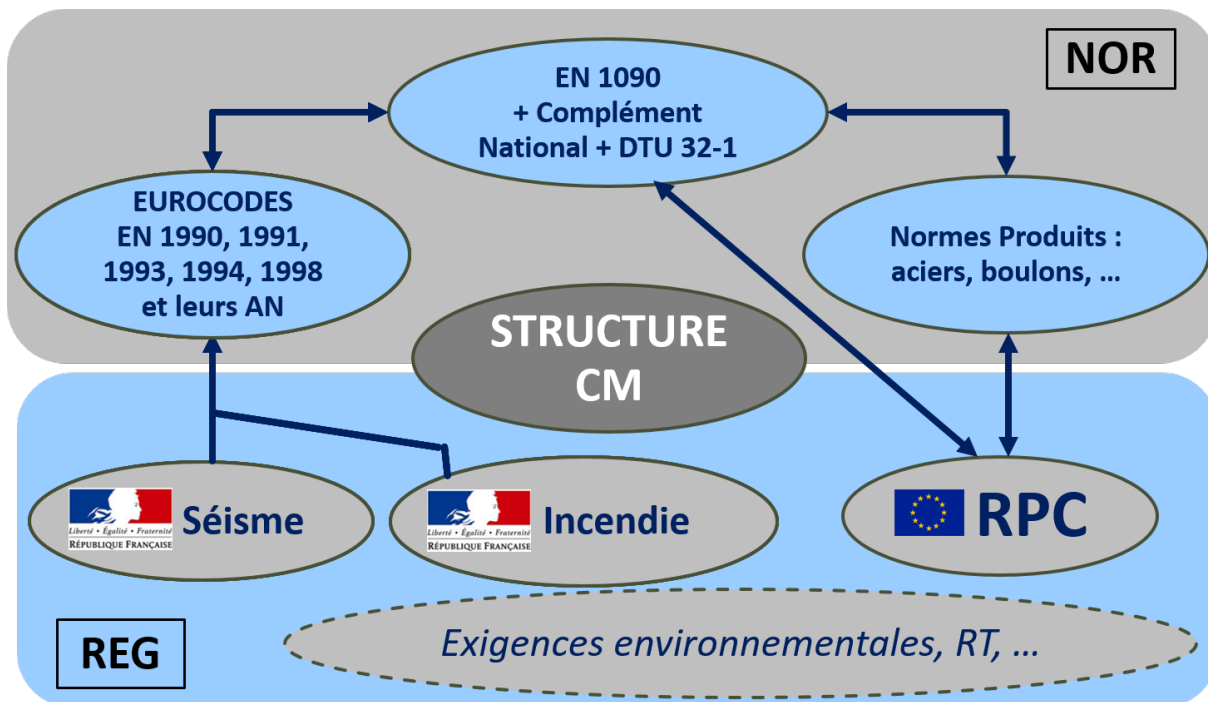 NOR
EN 1090
+ Complément
National + DTU 32-1
EUROCODES
EN 1990, 1991,
1993, 1994, 1998
et leurs AN
Normes Produits :
aciers, boulons, ...
STRUCTURE
CM
Liberté • Égalité • Fraternité
RÉPUBLIQUE FRANÇAISE
Séisme
Liberté • Égalité • Fraternité
RÉPUBLIQUE FRANÇAISE
Incendie
RPC
Exigences environnementales, RT, ...
REG